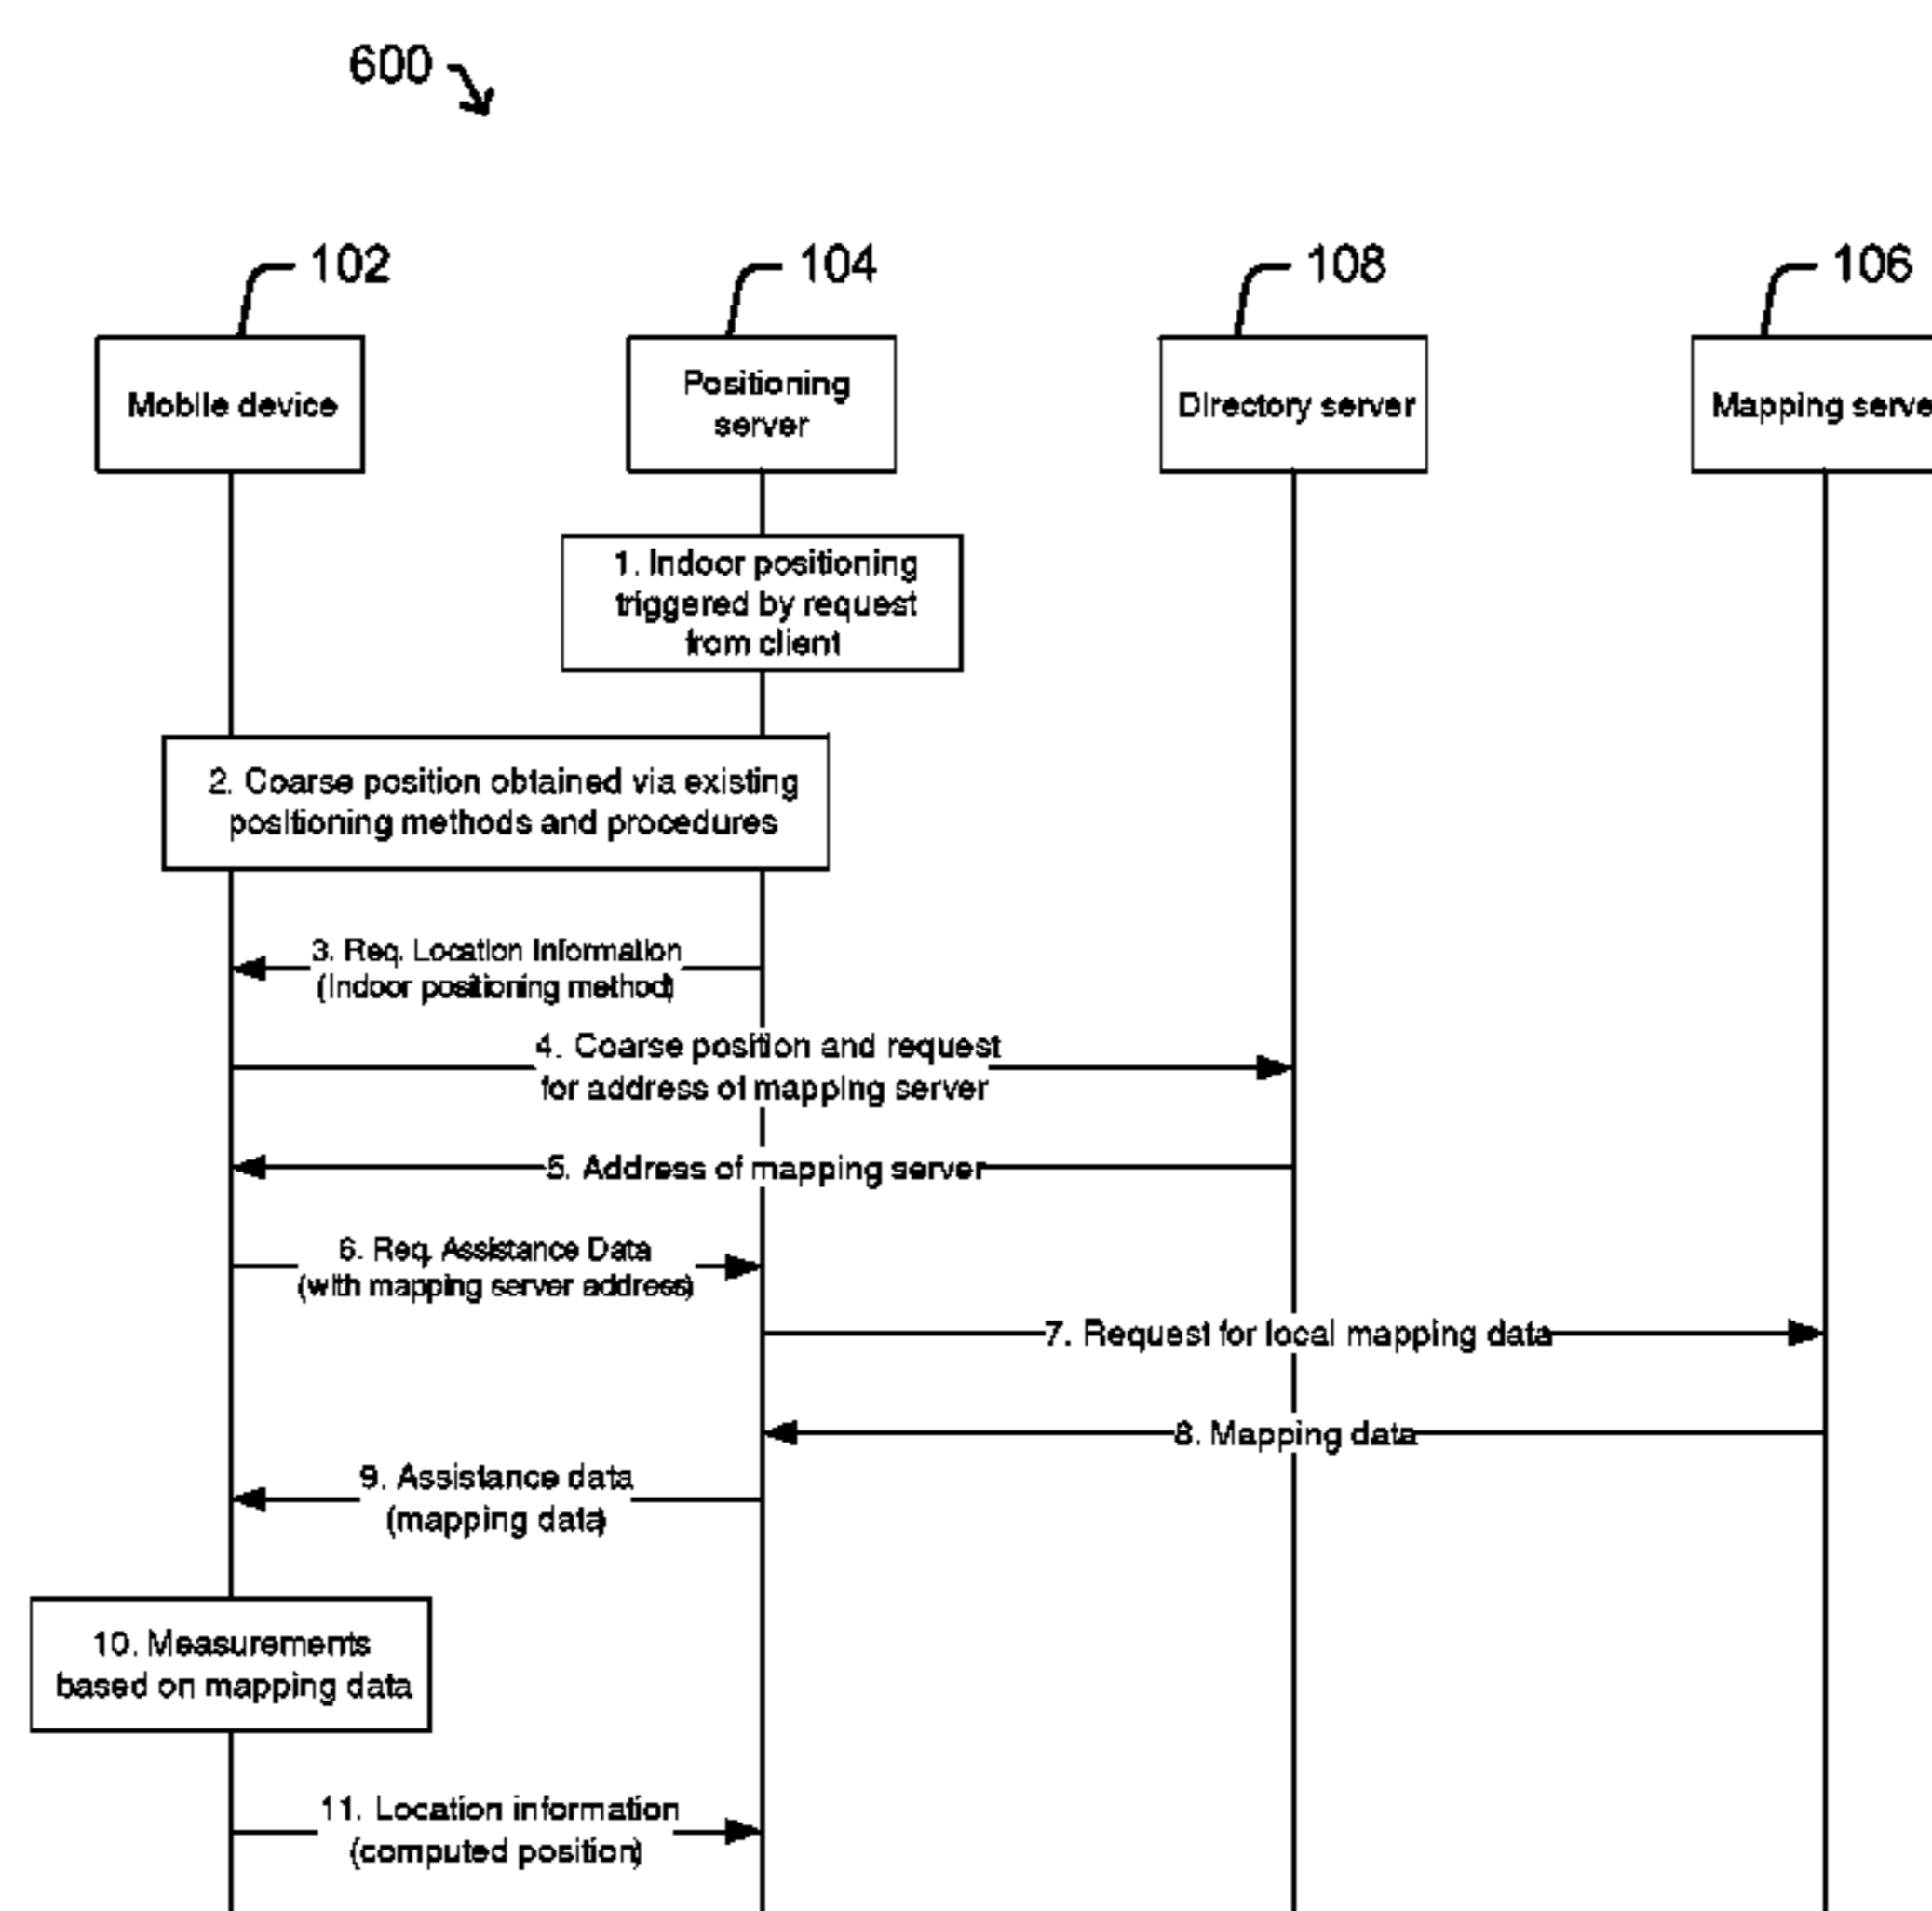 600
102
104
108
106
Mobile device
Positioning
server
Directory server
Mapping serve
1. Indoor positioning
triggered by request
from client
2. Coarse position obtained via existing
positioning methods and procedures
3. Req. Location Information
(Indoor positioning method)
4. Coarse position and request
for address of mapping server
5. Address of mapping server
6. Req. Assistance Data
(with mapping server address)
7. Request for local mapping data
8. Mapping data
9. Assistance data
(mapping data)
10. Measurements
based on mapping data
11. Location information
(computed position)